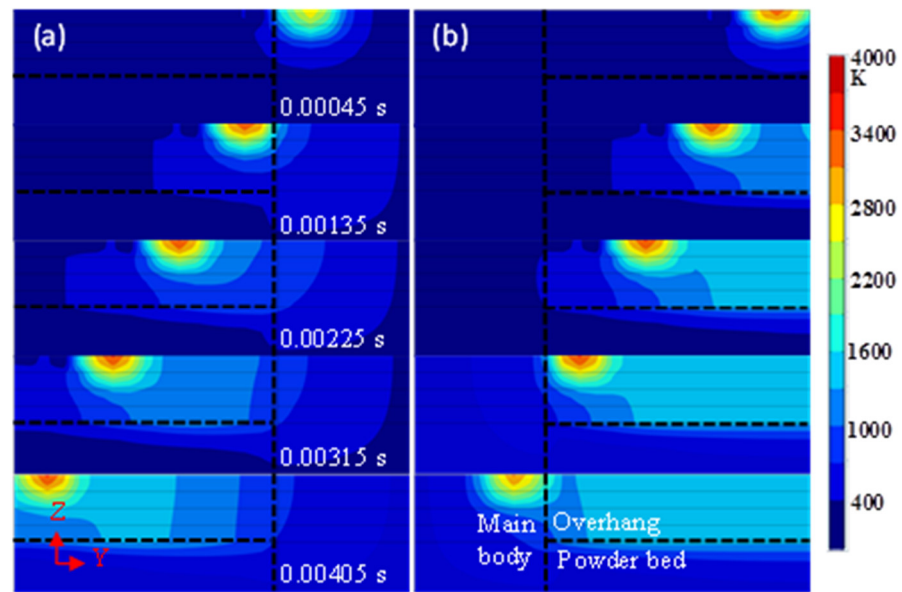 (a)
(b)
0.00045 s
0.00135 s
0.00225 s
0.00315 s
0.00405 s
Z
Y
Main
body
Overhang
Powder bed
4000
K
3400
2800
2200
1600
1000
400